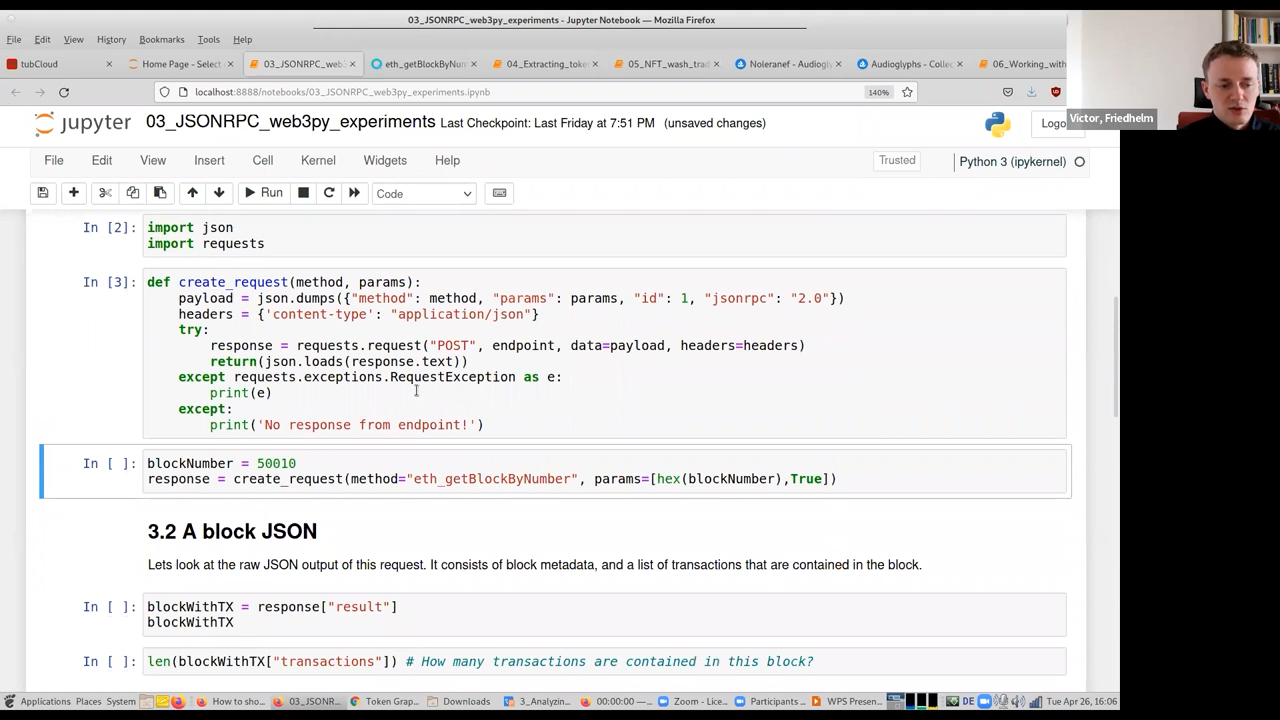 03_JSONRPC_web3py_experiments - Jupyter Notebook — Mozilla Firefox
File Edit View History Bookmarks Tools Help
tubCloud
Home Page - Select
03_JSONRPC_web3
eth_getBlockByNum
04_Extracting_toke
05_NFT_wash_trad
Noleranef - Audiogly
Audioglyphs - Collec
06_Working_with
localhost:8888/notebooks/03_JSONRPC_web3py_experiments.ipynb
140%
Victor, Friedhelm
jupyter
03_JSONRPC_web3py_experiments Last Checkpoint: Last Friday at 7:51 PM (unsaved changes)
Logo
File Edit View Insert Cell Kernel Widgets Help
Trusted
Python 3 (ipykernel)
Run
Code
In [2]:
import json
import requests
In [3]:
def create_request(method, params):
payload = json.dumps({"method": method, "params": params, "id": 1, "jsonrpc": "2.0"})
headers = {'content-type': "application/json"}
try:
response = requests.request("POST", endpoint, data=payload, headers=headers)
return(json.loads(response.text))
except requests.exceptions.RequestException as e:
print(e)
except:
print('No response from endpoint!')
In [ ]:
blockNumber = 50010
response = create_request(method="eth_getBlockByNumber", params=[hex(blockNumber),True])
3.2 A block JSON
Lets look at the raw JSON output of this request. It consists of block metadata, and a list of transactions that are contained in the block.
In [ ]:
blockWithTX = response["result"]
blockWithTX
In [ ]:
len(blockWithTX["transactions"]) # How many transactions are contained in this block?
Applications Places System
How to sho...
03_JSONR...
Token Grap...
Downloads
3_Analyzin...
00:00:00 —...
Zoom - Lice...
Participants ...
WPS Presen...
DE
Tue Apr 26, 16:06